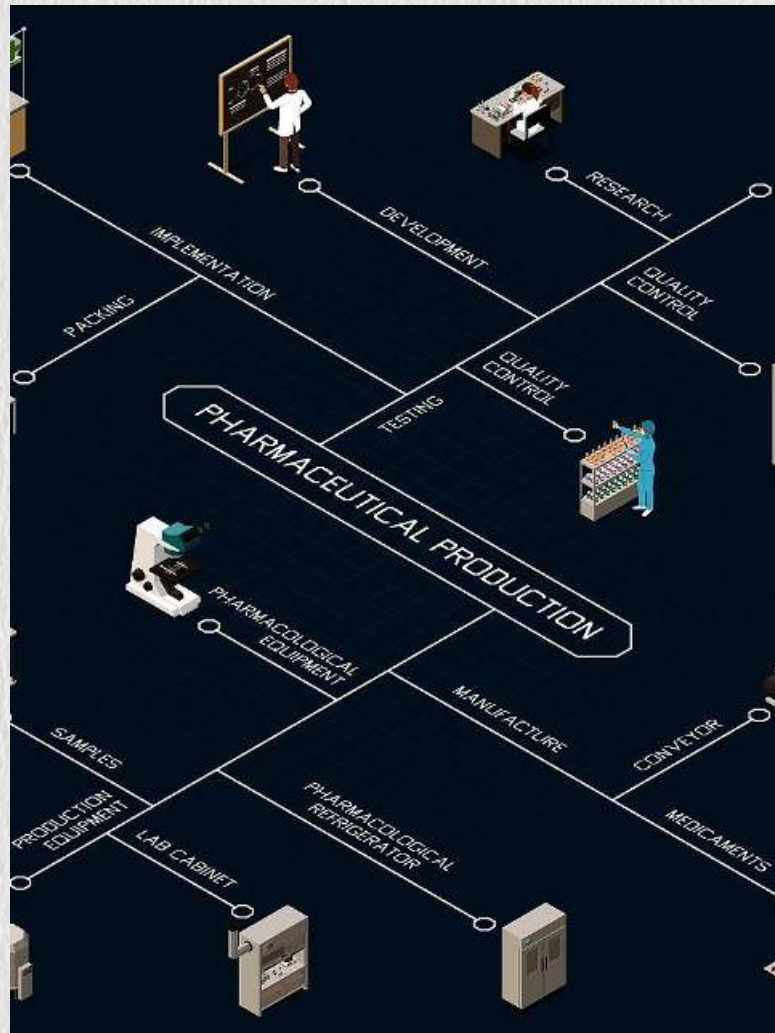 RESEARCH
DEVELOPMENT
QUALITY
CONTROL
IMPLEMENTATION
PACKING
QUALITY
CONTROL
TESTING
PHARMACEUTICAL PRODUCTION
PHARMACOLOGICAL
EQUIPMENT
MANUFACTURE
CONVEYOR
SAMPLES
PRODUCTION
EQUIPMENT
LAB CABINET
PHARMACOLOGICAL
REFRIGERATOR
MEDICAMENTS